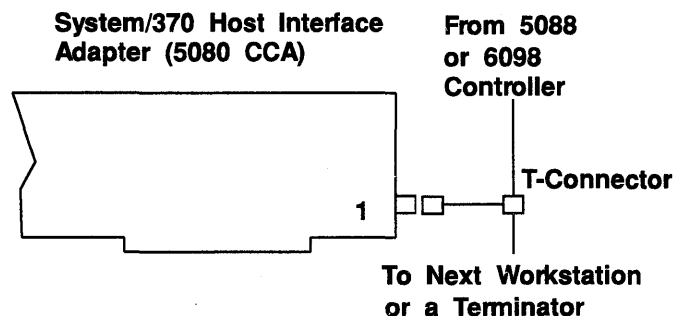 System/370 Host Interface
Adapter (5080 CCA)
From 5088
or 6098
Controller
T-Connector
1
To Next Workstation
or a Terminator